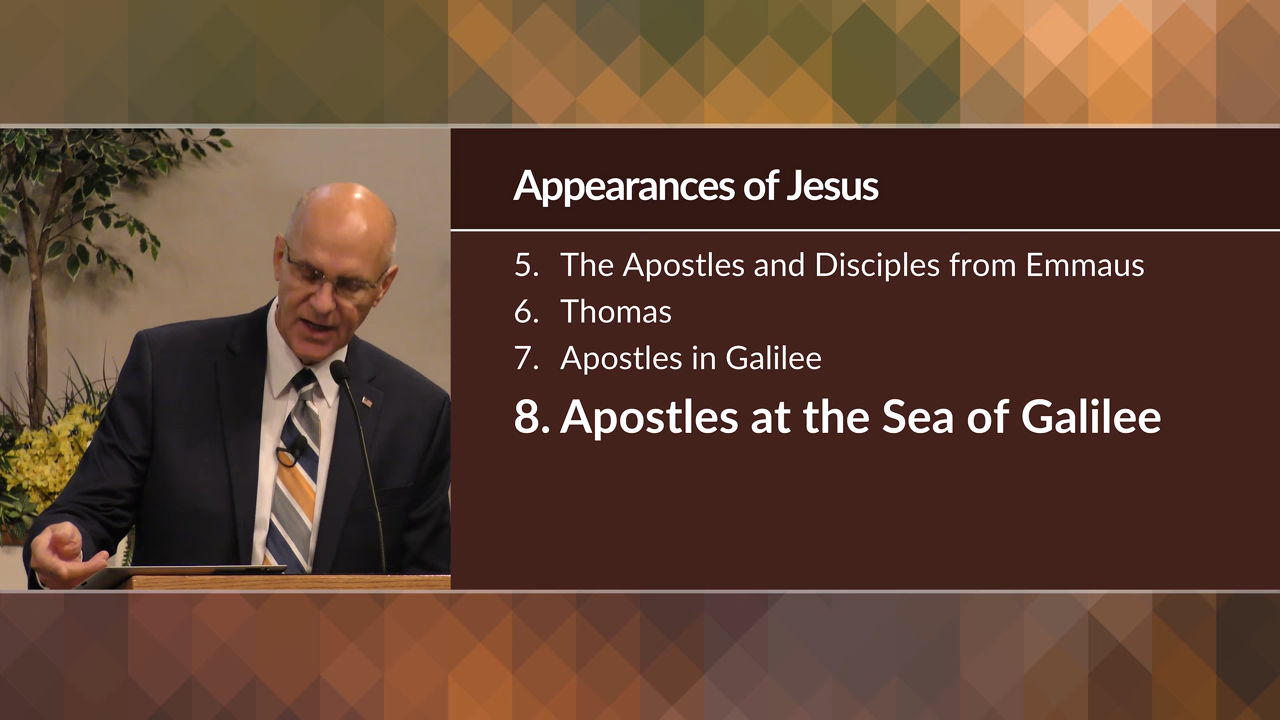 Appearances of Jesus
5. The Apostles and Disciples from Emmaus
6. Thomas
7. Apostles in Galilee
8. Apostles at the Sea of Galilee